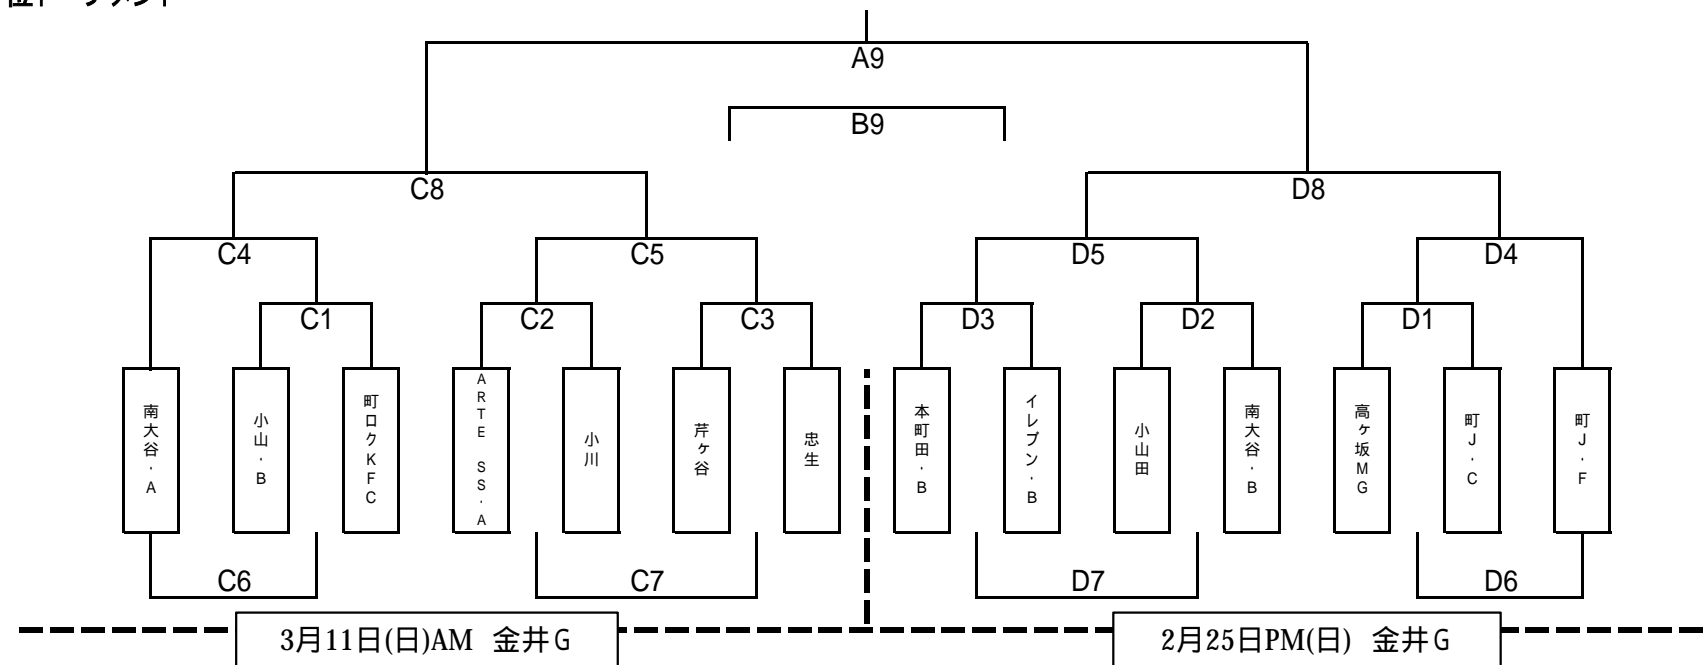 A9
B9
C8
D8
C4
C5
D5
D4
C1
C2
C3
D3
D2
D1
南大谷・A
小山・B
町ロクKFC
ARTE SS・A
小川
芹ヶ谷
忠生
本町田・B
イレブン・B
小山田
南大谷・B
高ヶ坂MG
町J・C
町J・F
C6
C7
D7
D6
3月11日(日)AM 金井G
2月25日PM(日) 金井G